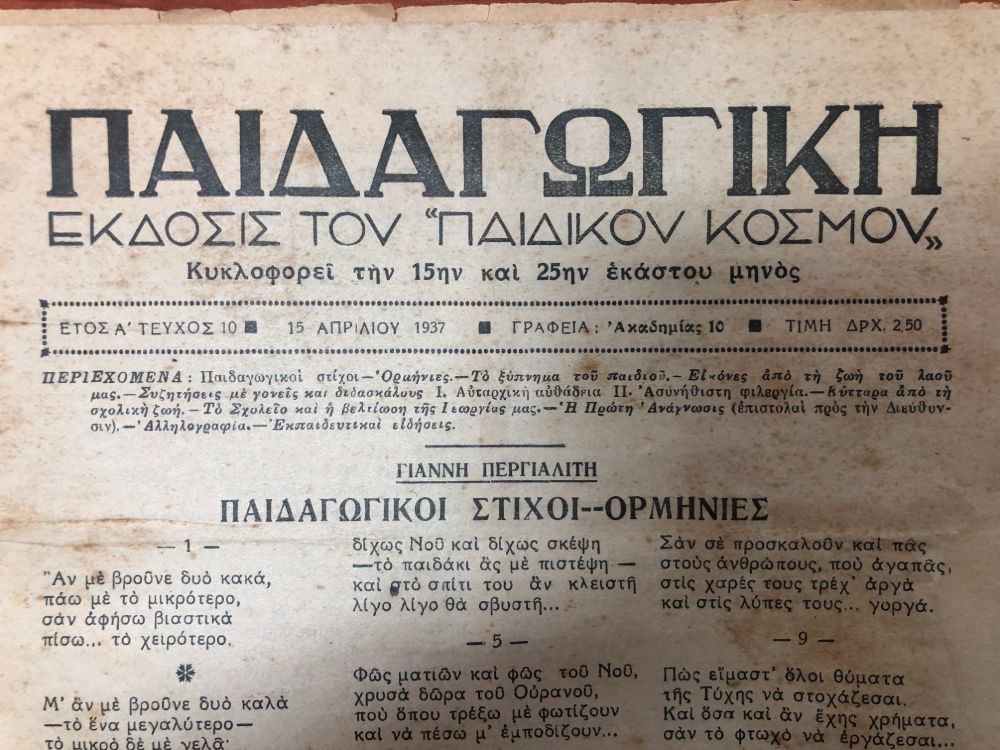 ΠΑΙΔΑΓΩΓΙΚΗ
ΕΚΔΟΣΙΣ ΤΟΥ “ΠΑΙΔΙΚΟΥ ΚΟΣΜΟΥ„
Κυκλοφορεῖ τὴν 15ην καὶ 25ην ἑκάστου μηνὸς
ΕΤΟΣ Α΄ ΤΕΥΧΟΣ 10 ■ 15 ΑΠΡΙΛΙΟΥ 1937 ■ ΓΡΑΦΕΙΑ : Ἀκαδημίας 10 ■ ΤΙΜΗ ΔΡΧ. 2,50
ΠΕΡΙΕΧΟΜΕΝΑ : Παιδαγωγικοὶ στίχοι—Ὁρμήνιες.—Τὸ ξύπνημα τοῦ παιδιοῦ.—Εἰκόνες ἀπὸ τὴ ζωὴ τοῦ λαοῦ
μας.—Συζητήσεις μὲ γονεῖς καὶ διδασκάλους Ι. Αὐταρχικὴ αὐθάδεια ΙΙ. Ἀσυνήθιστη φιλεργία.—Κύτταρα ἀπὸ τὴ
σχολικὴ ζωή. — Τὸ Σχολεῖο καὶ ἡ βελτίωση τῆς Γεωργίας μας.—Ἡ Πρώτη Ἀνάγνωσις (ἐπιστολαὶ πρὸς τὴν Διεύθυν-
σιν).—Ἀλληλογραφία.—Ἐκπαιδευτικαὶ εἰδήσεις.
ΓΙΑΝΝΗ ΠΕΡΓΙΑΛΙΤΗ
ΠΑΙΔΑΓΩΓΙΚΟΙ ΣΤΙΧΟΙ--ΟΡΜΗΝΙΕΣ
— 1 —
Ἂν μὲ βροῦνε δυὸ κακά,
πάω μὲ τὸ μικρότερο,
σὰν ἀφήσω βιαστικὰ
πίσω... τὸ χειρότερο.
✽
Μ' ἂν μὲ βροῦνε δυὸ καλὰ
—τὸ ἕνα μεγαλύτερο—
τὸ μικρὸ δὲ μὲ γελᾶ·
δίχως Νοῦ καὶ δίχως σκέψη
—τὸ παιδάκι ἂς μὲ πιστέψη —
καὶ στὸ σπίτι του ἂν κλειστῆ
λίγο λίγο θὰ σβυστῆ...
— 5 —
Φῶς ματιῶν καὶ φῶς τοῦ Νοῦ,
χρυσὰ δῶρα τοῦ Οὐρανοῦ,
ποὺ ὅπου τρέξω μὲ φωτίζουν
καὶ νὰ πέσω μ' ἐμποδίζουν...
Σὰν σὲ προσκαλοῦν καὶ πᾶς
στοὺς ἀνθρώπους, ποὺ ἀγαπᾶς,
στὶς χαρές τους τρέχ' ἀργὰ
καὶ στὶς λύπες τους... γοργά.
— 9 —
Πὼς εἴμαστ' ὅλοι θύματα
τῆς Τύχης νὰ στοχάζεσαι.
Καὶ ὅσα καὶ ἂν ἔχης χρήματα,
σὰν τὸ φτωχὸ νὰ ἐργάζεσαι...